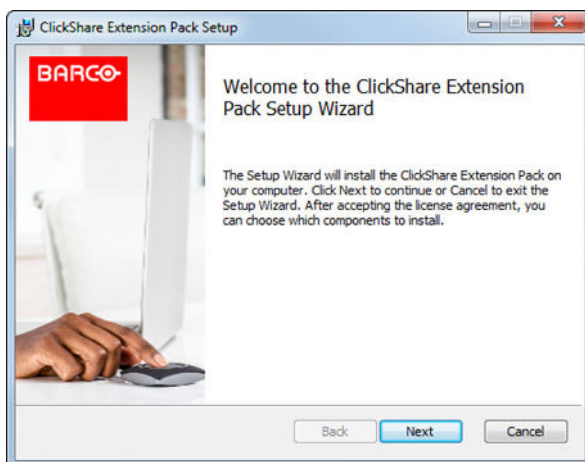 ClickShare Extension Pack Setup
BARCO
Welcome to the ClickShare Extension
Pack Setup Wizard
The Setup Wizard will install the ClickShare Extension Pack on
your computer. Click Next to continue or Cancel to exit the
Setup Wizard. After accepting the license agreement, you
can choose which components to install.
Back Next Cancel